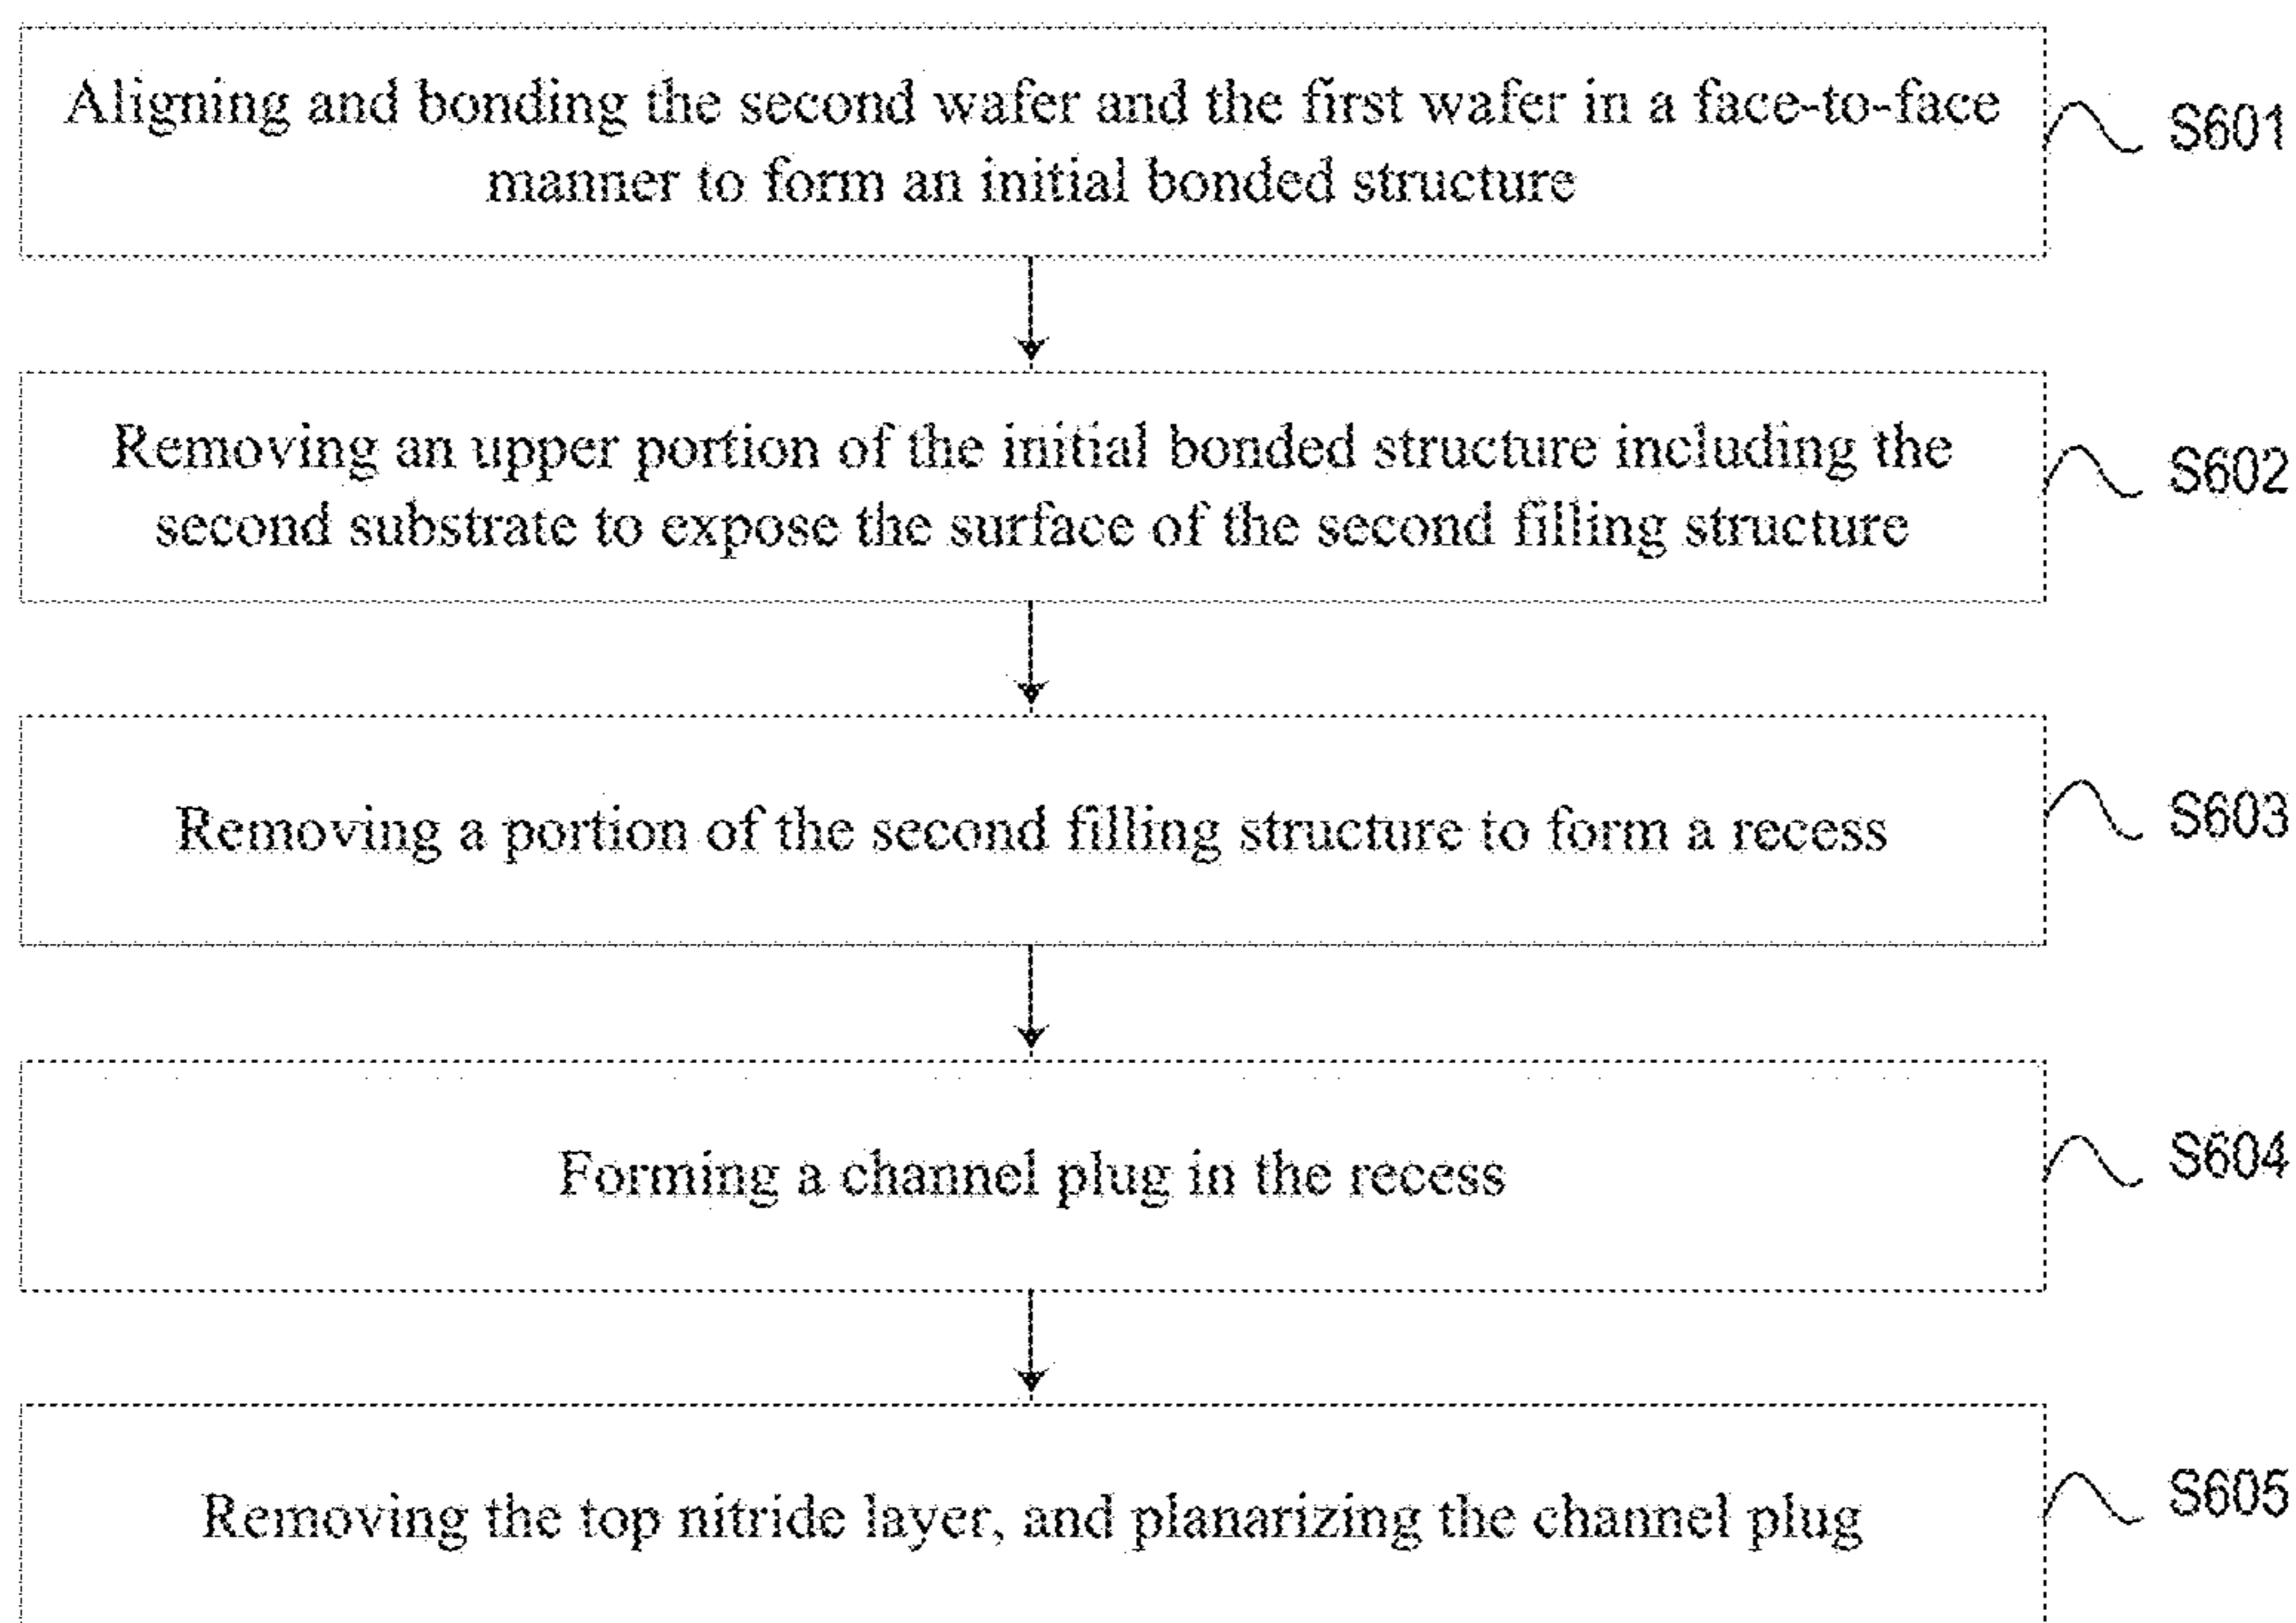 Aligning and bonding the second wafer and the first wafer in a face-to-face
manner to form an initial bonded structure
S601
Removing an upper portion of the initial bonded structure including the
second substrate to expose the surface of the second filling structure
S602
Removing a portion of the second filling structure to form a recess
S603
Forming a channel plug in the recess
S604
Removing the top nitride layer, and planarizing the channel plug
S605